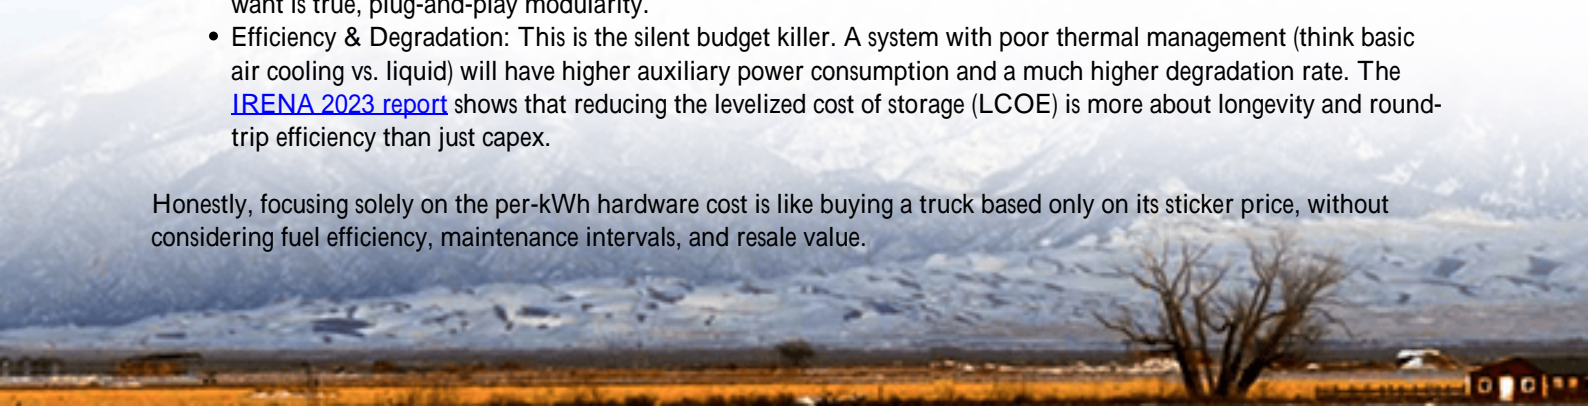 want is true, plug-and-play modularity.
• Efficiency & Degradation: This is the silent budget killer. A system with poor thermal management (think basic
air cooling vs. liquid) will have higher auxiliary power consumption and a much higher degradation rate. The
IRENA 2023 report shows that reducing the levelized cost of storage (LCOE) is more about longevity and round-
trip efficiency than just capex.
Honestly, focusing solely on the per-kWh hardware cost is like buying a truck based only on its sticker price, without
considering fuel efficiency, maintenance intervals, and resale value.